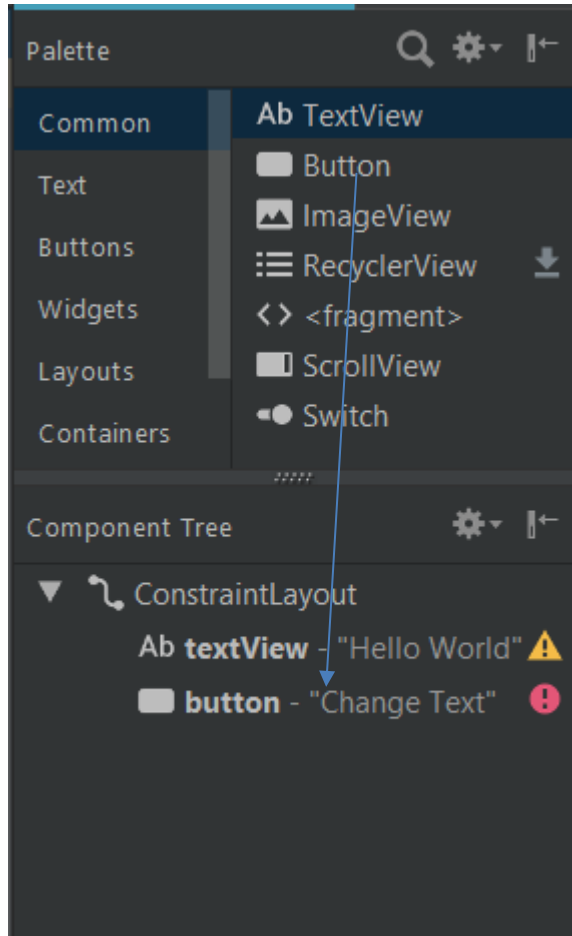 Palette
Common
Text
Buttons
Widgets
Layouts
Containers
Ab TextView
Button
ImageView
RecyclerView
<fragment>
ScrollView
Switch
Component Tree
ConstraintLayout
Ab textView - "Hello World"
button - "Change Text"